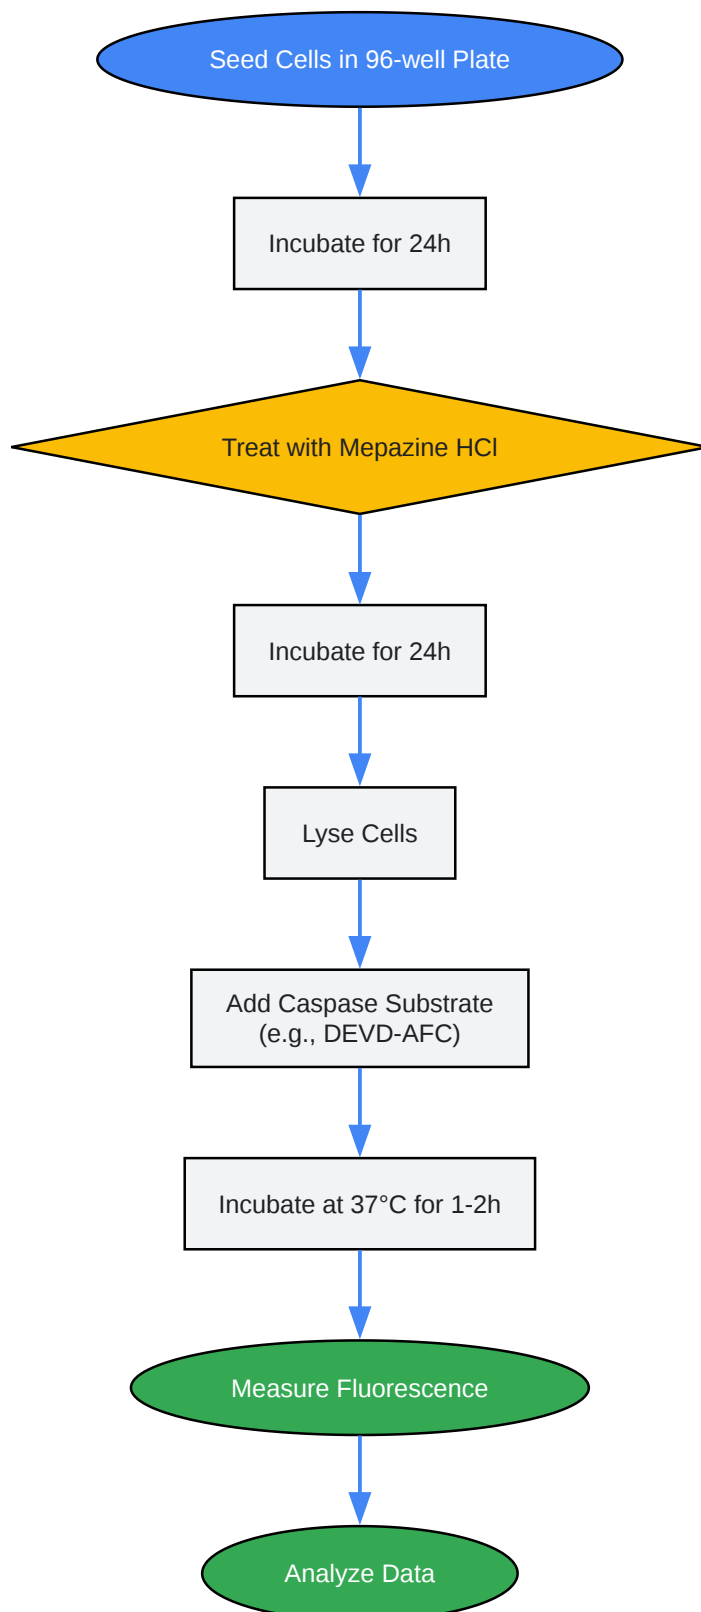 Seed Cells in 96-well Plate
Incubate for 24h
Treat with Mepazine HCl
Incubate for 24h
Lyse Cells
Add Caspase Substrate
(e.g., DEVD-AFC)
Incubate at 37°C for 1-2h
Measure Fluorescence
Analyze Data